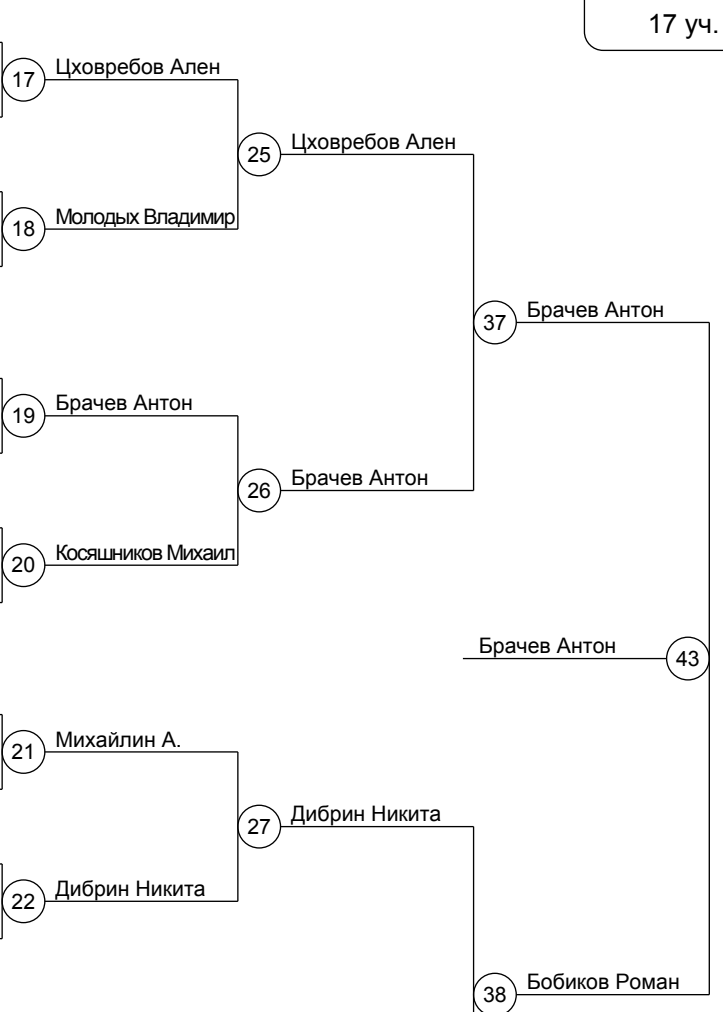 17 уч.
17 Цховребов Ален
25 Цховребов Ален
18 Молодых Владимир
37 Брачев Антон
19 Брачев Антон
26 Брачев Антон
20 Косяшников Михаил
Брачев Антон 43
21 Михайлин А.
27 Дибрин Никита
22 Дибрин Никита
38 Бобиков Роман